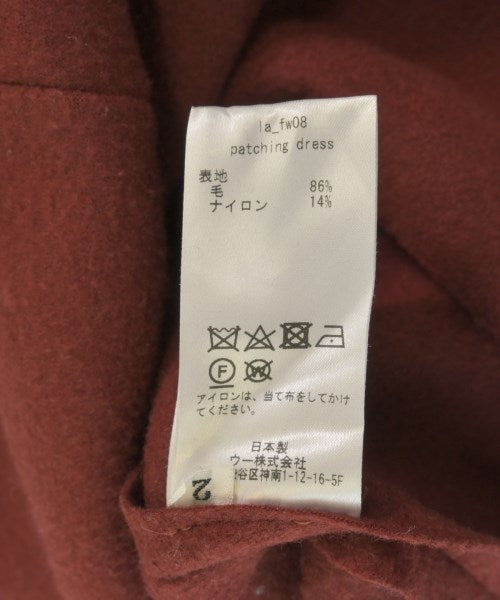 la_fw08
patching dress
表地
毛 86%
ナイロン 14%
F W
アイロンは、当て布をしてかけ
てください。
日本製
ウー株式会社
谷区神南1-12-16-5F
2